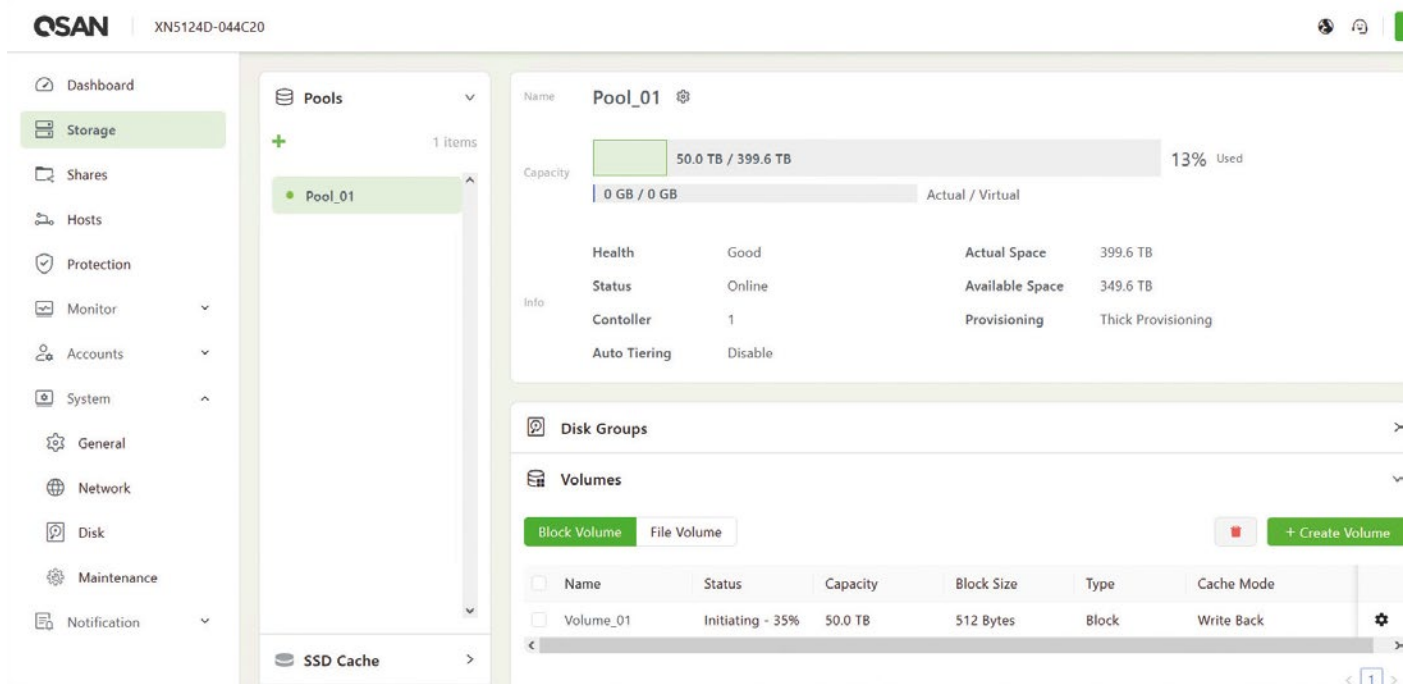 QSAN XN5124D-044C20
Dashboard
Storage
Shares
Hosts
Protection
Monitor
Accounts
System
General
Network
Disk
Maintenance
Notification
Pools
1 items
Pool_01
SSD Cache
Name Pool_01
Capacity 50.0 TB / 399.6 TB 13% Used
0 GB / 0 GB Actual / Virtual
Info
Health Good Actual Space 399.6 TB
Status Online Available Space 349.6 TB
Contoller 1 Provisioning Thick Provisioning
Auto Tiering Disable
Disk Groups
Volumes
Block Volume File Volume + Create Volume
Name Status Capacity Block Size Type Cache Mode
Volume_01 Initiating - 35% 50.0 TB 512 Bytes Block Write Back
< 1 >